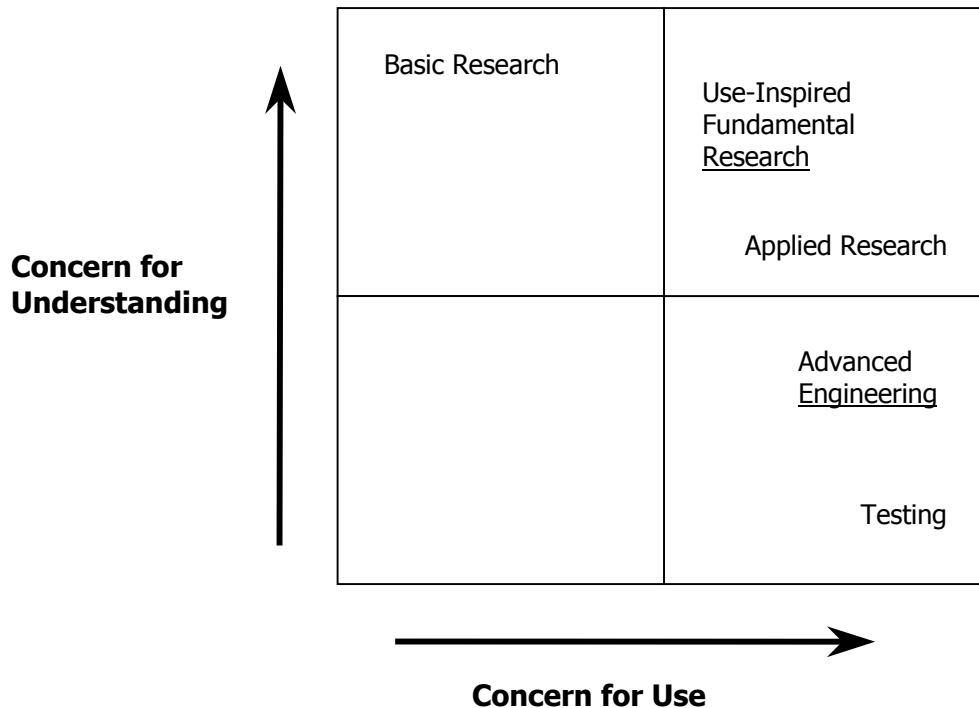 Basic Research
Use-Inspired
Fundamental
Research
Applied Research
Concern for
Understanding
Advanced
Engineering
Testing
Concern for Use